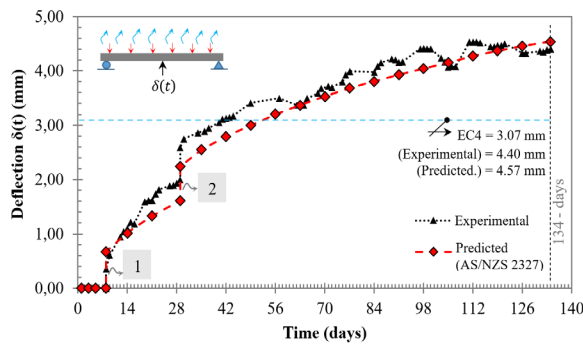 5,00
4,00
3,00
2,00
1,00
0,00
Deflection δ(t) (mm)
δ(t)
EC4 = 3.07 mm
(Experimental) = 4.40 mm
(Predicted.) = 4.57 mm
134 - days
2
1
Experimental
Predicted
(AS/NZS 2327)
0 14 28 42 56 70 84 98 112 126 140
Time (days)